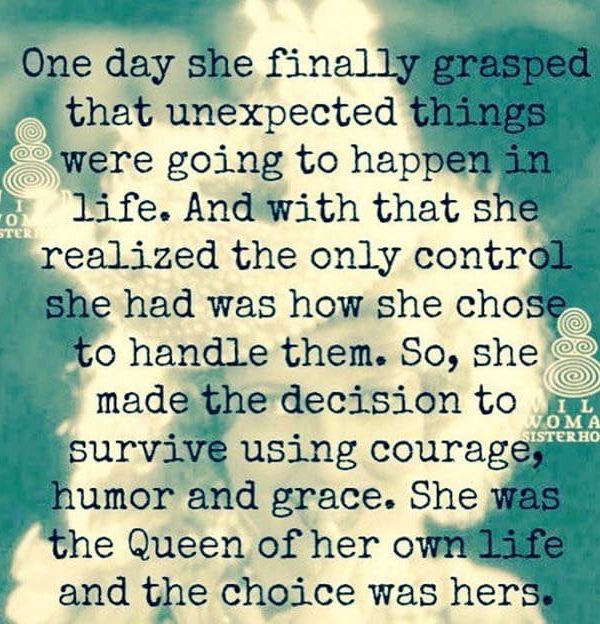 One day she finally grasped
that unexpected things
were going to happen in
life. And with that she
realized the only control
she had was how she chose
to handle them. So, she
made the decision to
survive using courage,
humor and grace. She was
the Queen of her own life
and the choice was hers.
I L
WOMA
SISTERHO